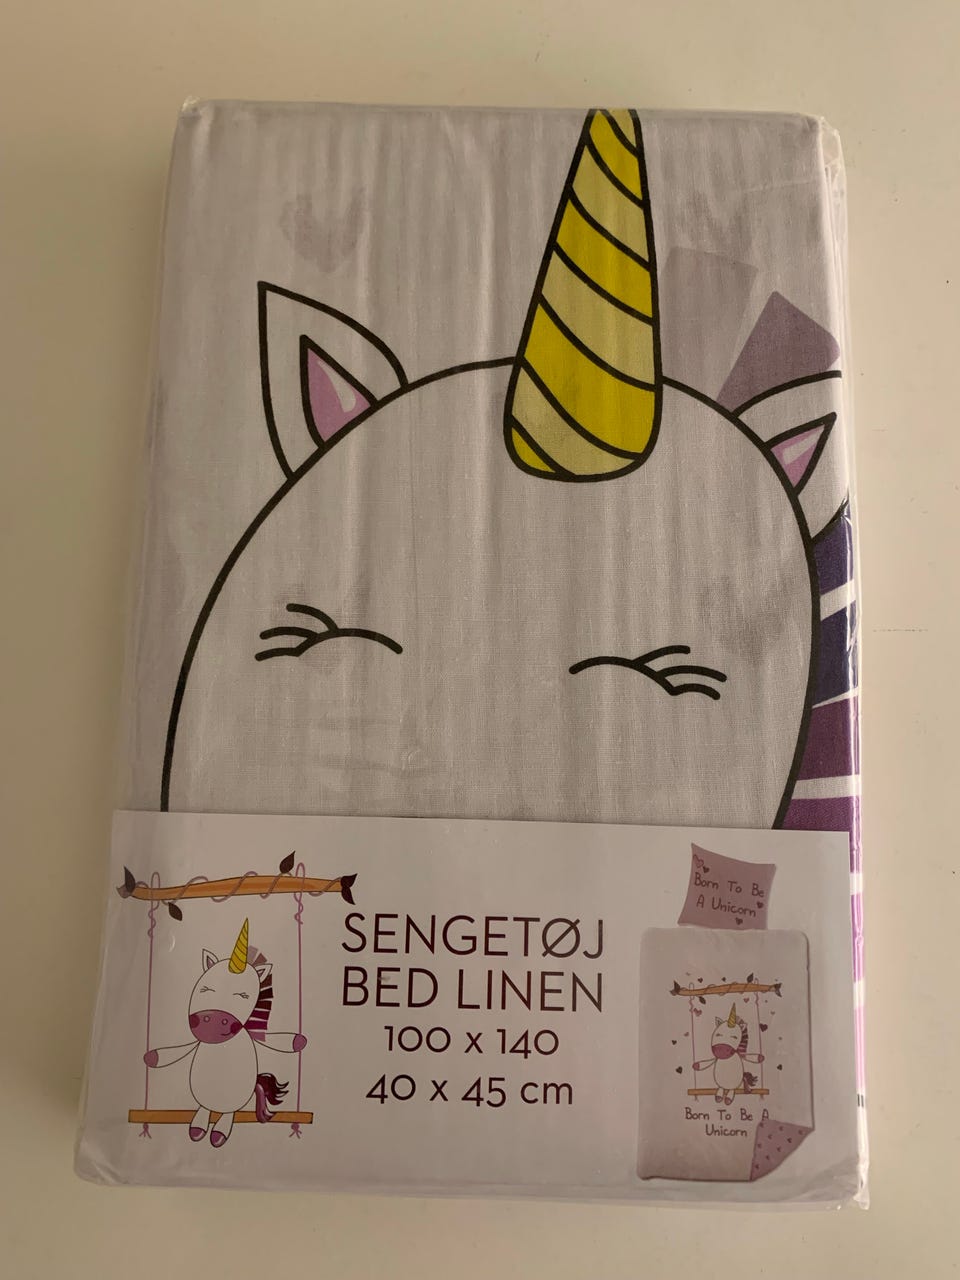 SENGETØJ
BED LINEN
100 x 140
40 x 45 cm
Born To Be
A Unicorn
Born To Be A
Unicorn